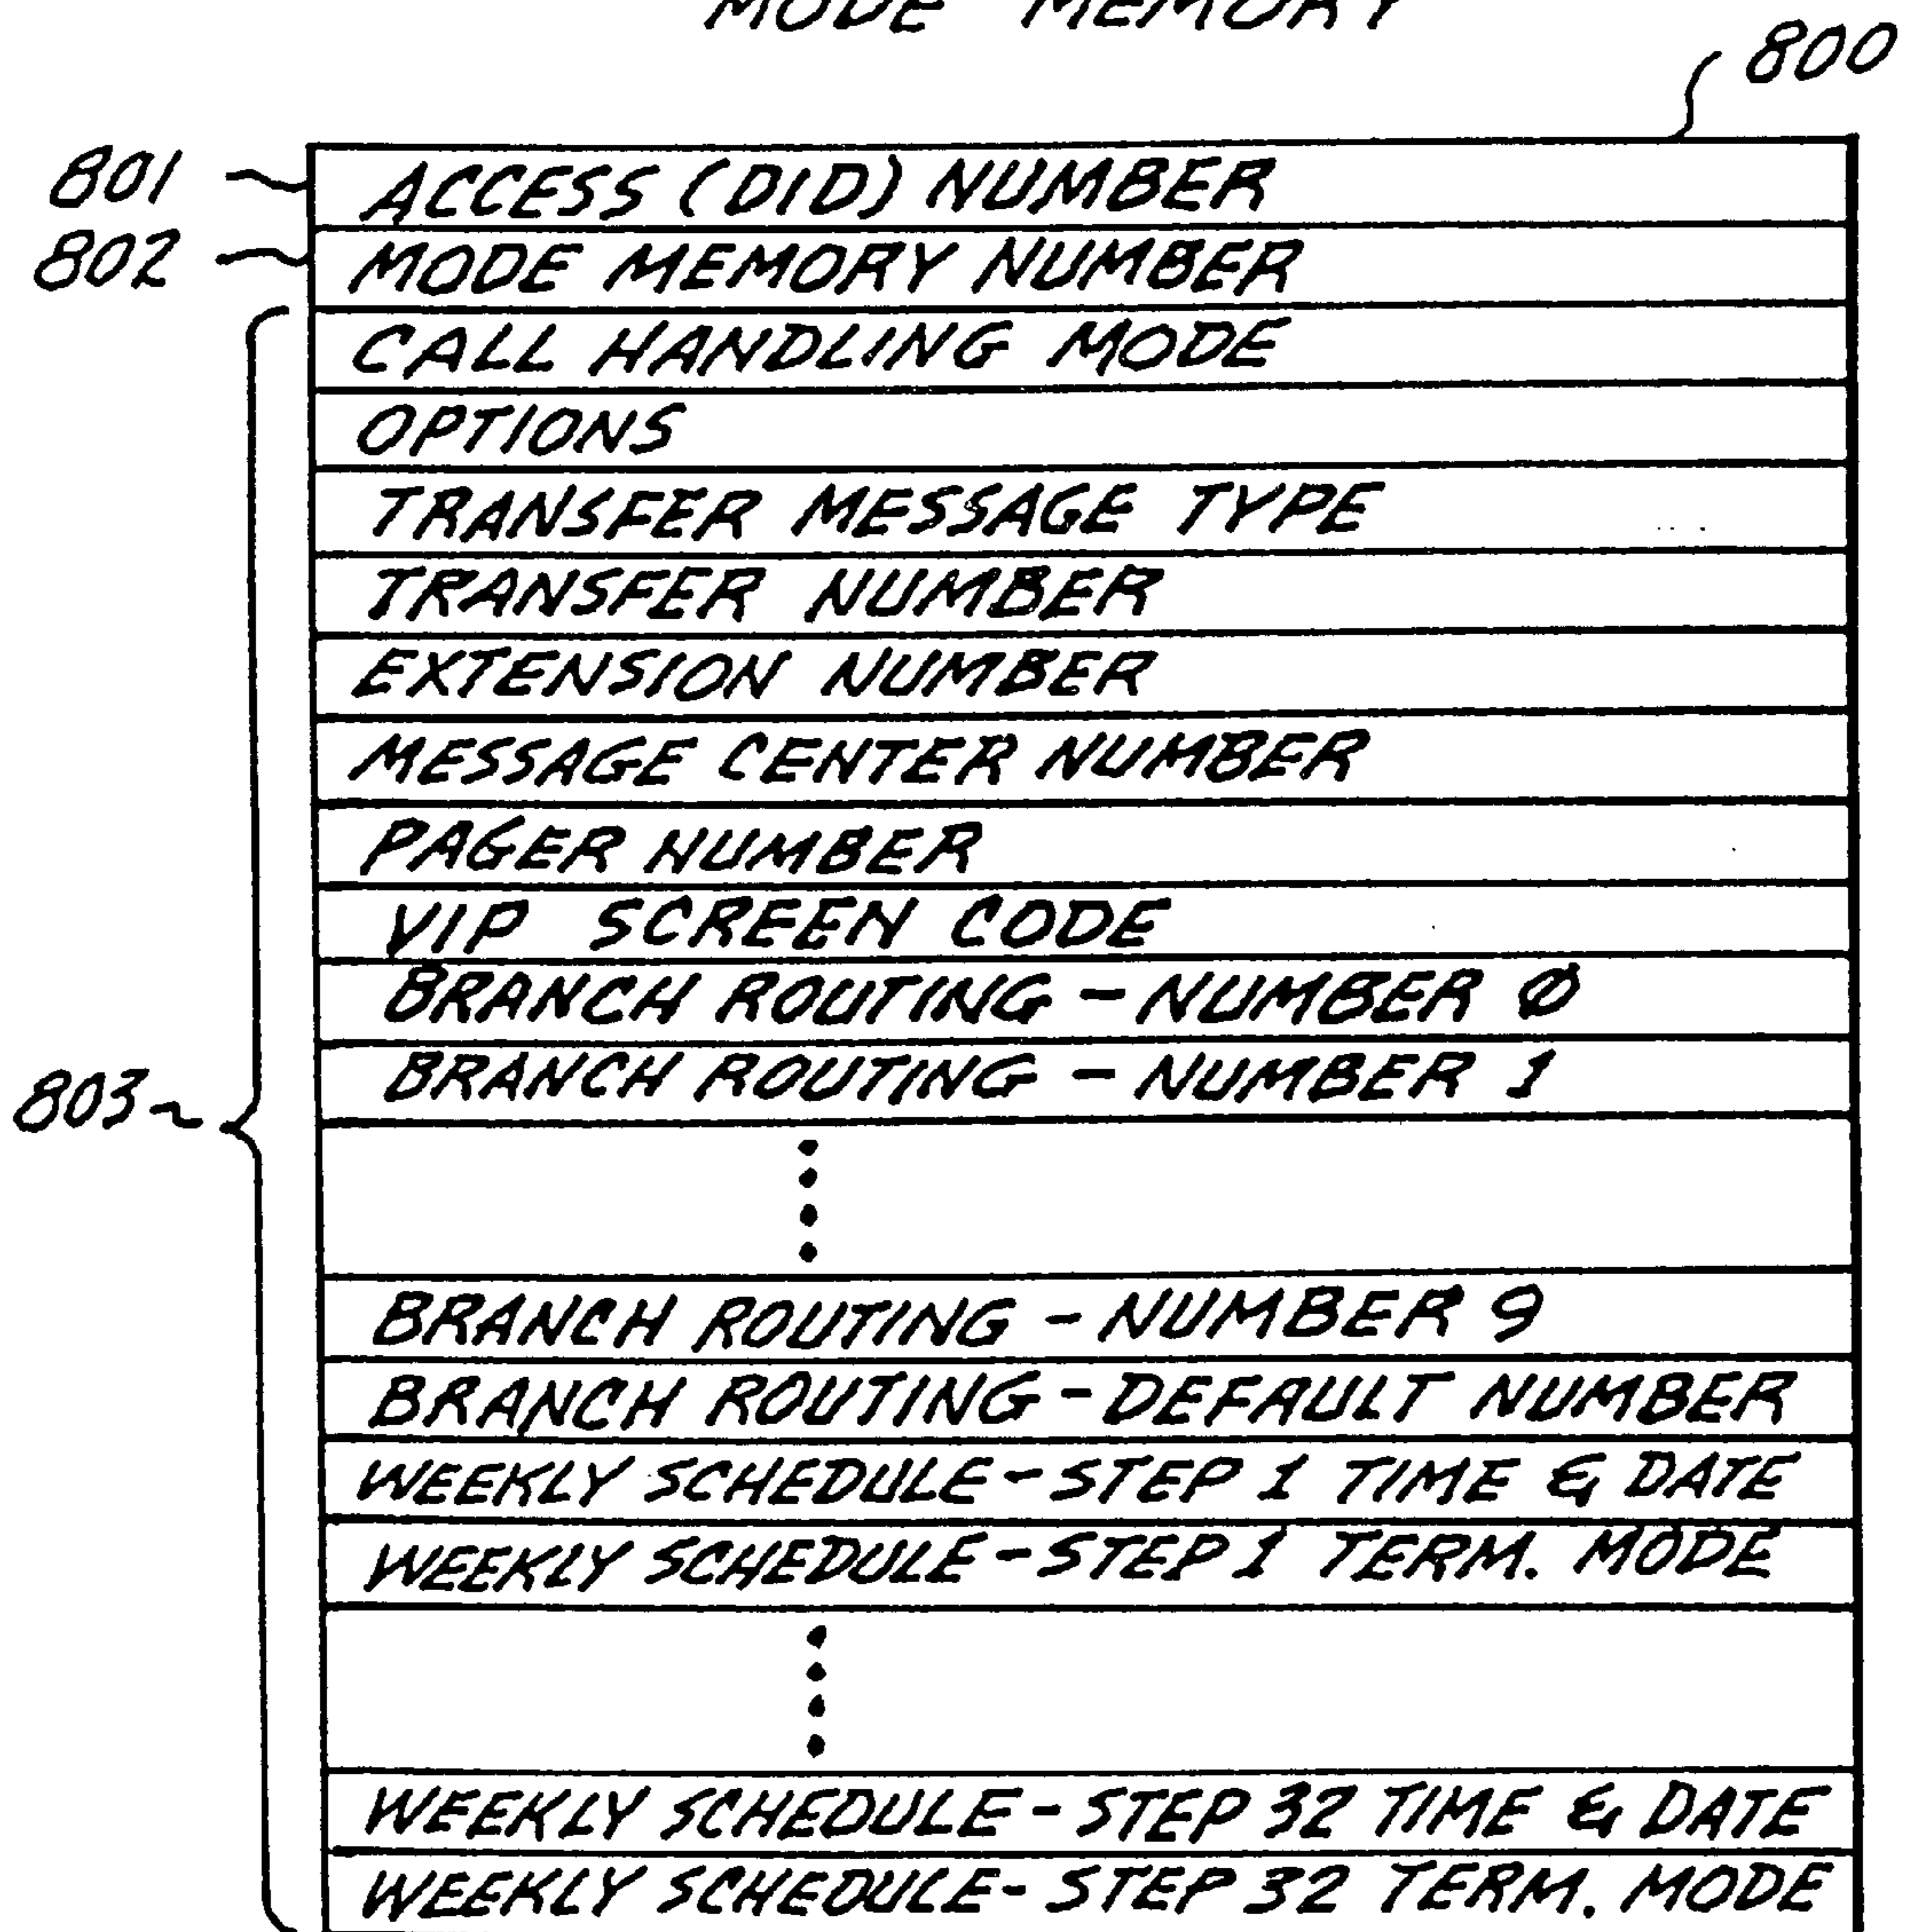 MODE MEMORY
800
801 ACCESS (DID) NUMBER
802 MODE MEMORY NUMBER
CALL HANDLING MODE
OPTIONS
TRANSFER MESSAGE TYPE
TRANSFER NUMBER
EXTENSION NUMBER
MESSAGE CENTER NUMBER
PAGER NUMBER
VIP SCREEN CODE
BRANCH ROUTING - NUMBER Ø
803 BRANCH ROUTING - NUMBER 1
BRANCH ROUTING - NUMBER 9
BRANCH ROUTING - DEFAULT NUMBER
WEEKLY SCHEDULE - STEP 1 TIME & DATE
WEEKLY SCHEDULE - STEP 1 TERM. MODE
WEEKLY SCHEDULE - STEP 32 TIME & DATE
WEEKLY SCHEDULE - STEP 32 TERM. MODE